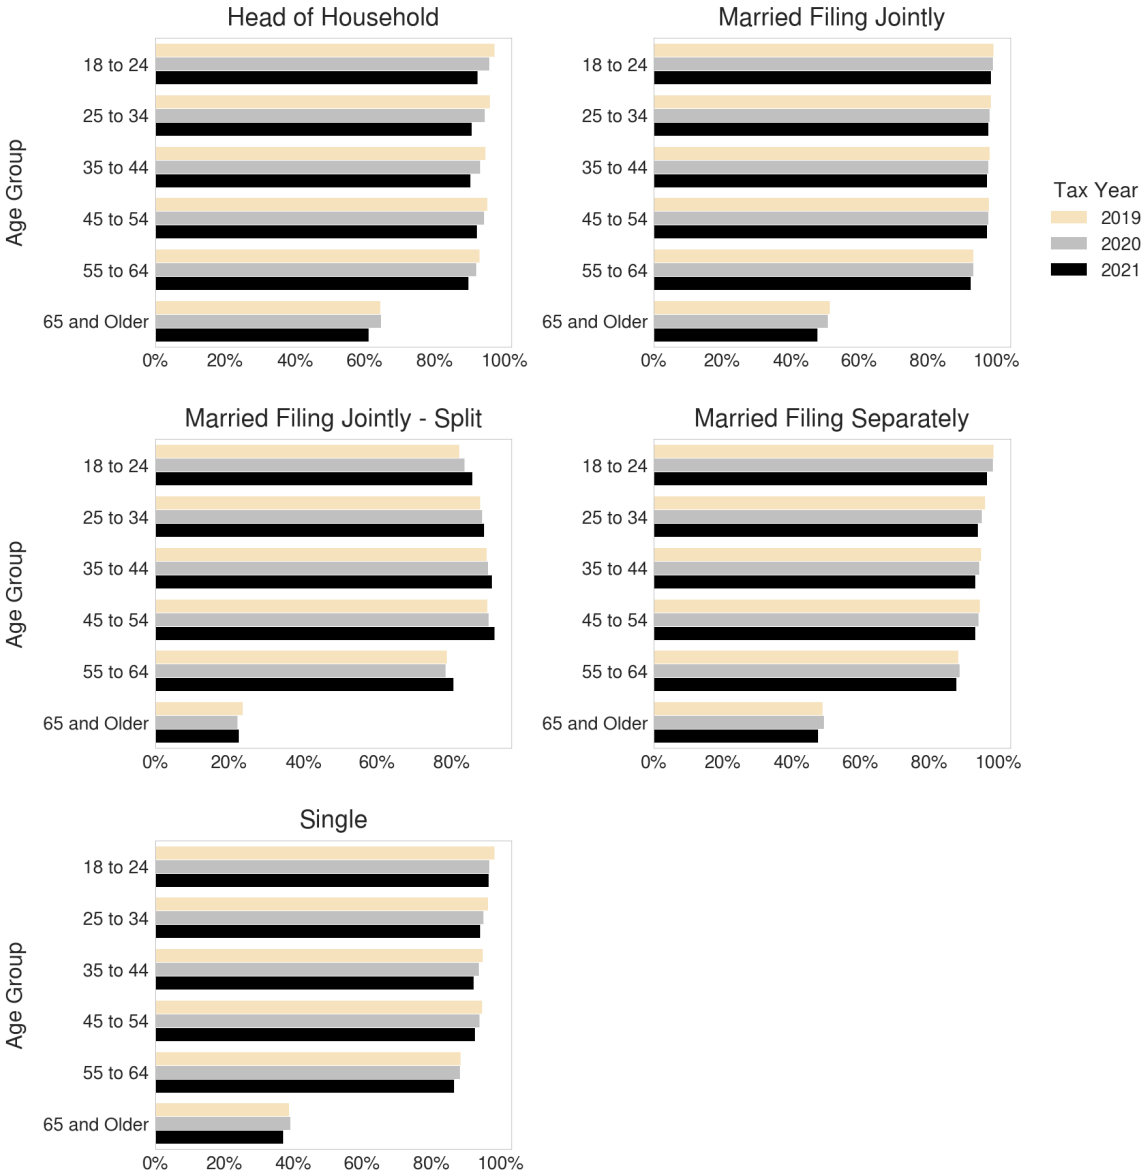 Head of Household
Married Filing Jointly
Age Group
18 to 24
25 to 34
35 to 44
45 to 54
55 to 64
65 and Older
0% 20% 40% 60% 80% 100%
18 to 24
25 to 34
35 to 44
45 to 54
55 to 64
65 and Older
0% 20% 40% 60% 80% 100%
Tax Year
2019
2020
2021
Married Filing Jointly - Split
Married Filing Separately
Age Group
18 to 24
25 to 34
35 to 44
45 to 54
55 to 64
65 and Older
0% 20% 40% 60% 80%
18 to 24
25 to 34
35 to 44
45 to 54
55 to 64
65 and Older
0% 20% 40% 60% 80% 100%
Single
Age Group
18 to 24
25 to 34
35 to 44
45 to 54
55 to 64
65 and Older
0% 20% 40% 60% 80% 100%